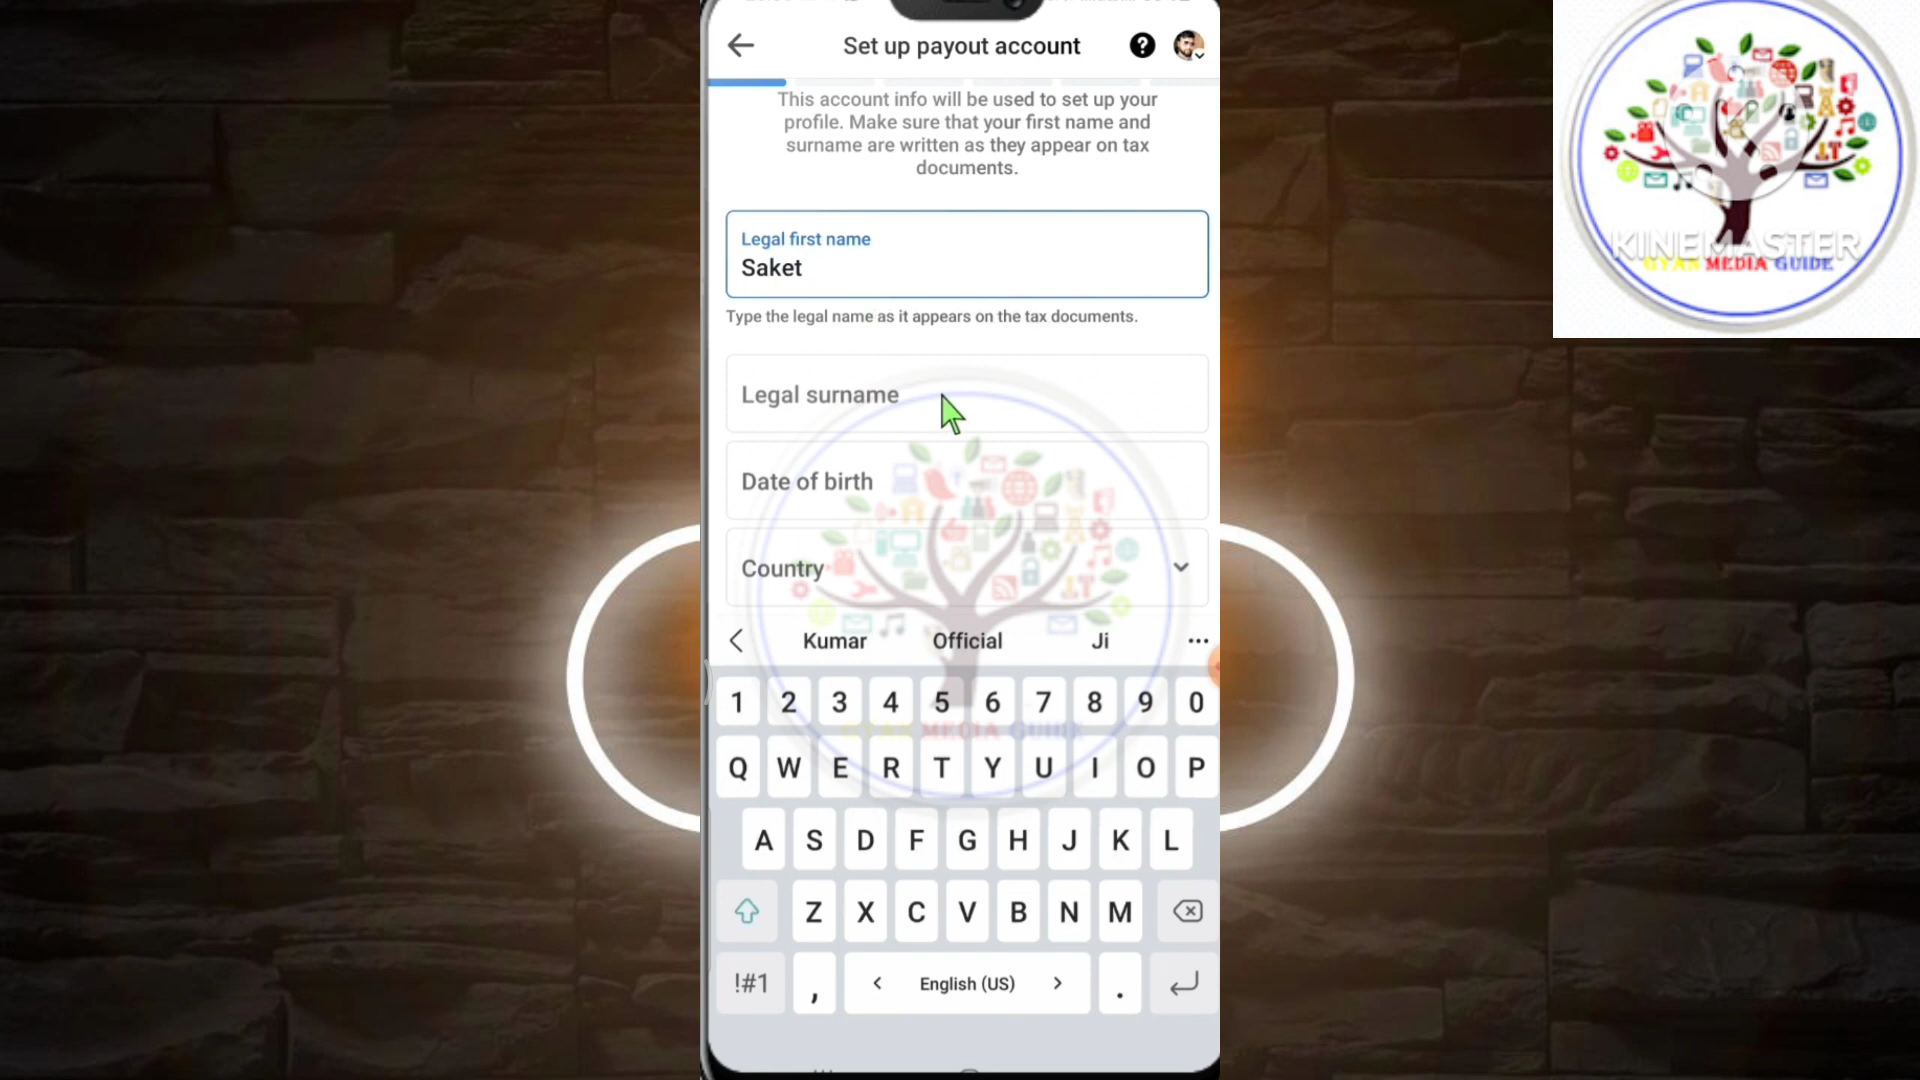 Set up payout account
This account info will be used to set up your
profile. Make sure that your first name and
surname are written as they appear on tax
documents.
Legal first name
Saket
Type the legal name as it appears on the tax documents.
Legal surname
Date of birth
Country
Kumar Official Ji ...
1 2 3 4 5 6 7 8 9 0
Q W E R T Y U I O P
A S D F G H J K L
Z X C V B N M
!#1 , < English (US) > .
KINEMASTER
GYAN MEDIA GUIDE
GYAN MEDIA GUIDE